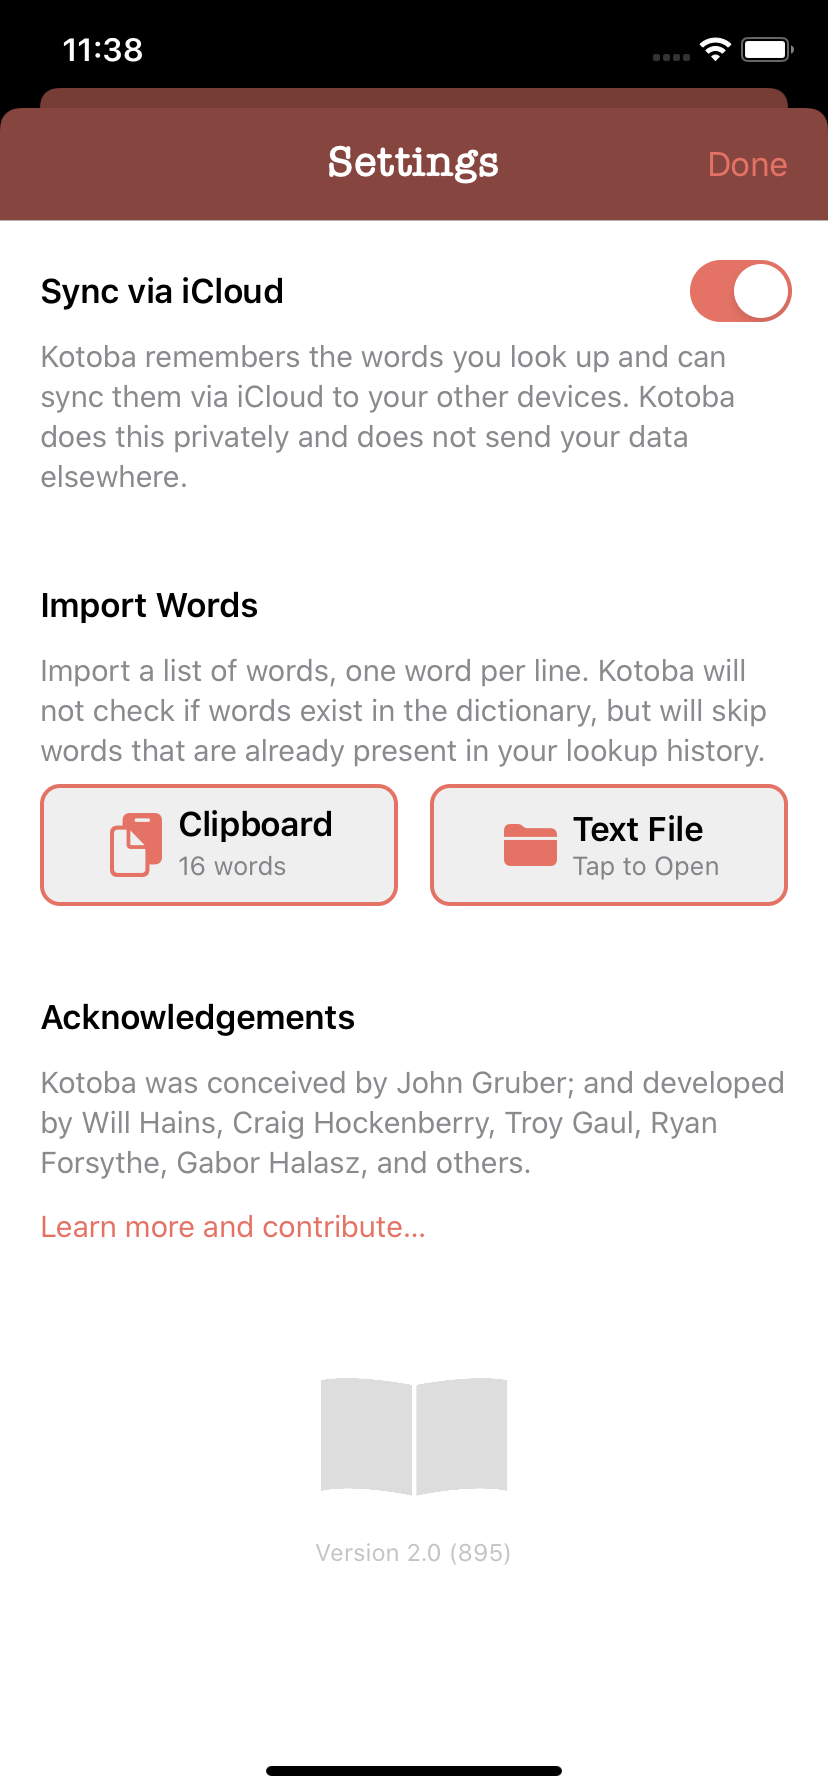 11:38
Settings
Done
Sync via iCloud
Kotoba remembers the words you look up and can
sync them via iCloud to your other devices. Kotoba
does this privately and does not send your data
elsewhere.
Import Words
Import a list of words, one word per line. Kotoba will
not check if words exist in the dictionary, but will skip
words that are already present in your lookup history.
Clipboard
16 words
Text File
Tap to Open
Acknowledgements
Kotoba was conceived by John Gruber; and developed
by Will Hains, Craig Hockenberry, Troy Gaul, Ryan
Forsythe, Gabor Halasz, and others.
Learn more and contribute...
Version 2.0 (895)